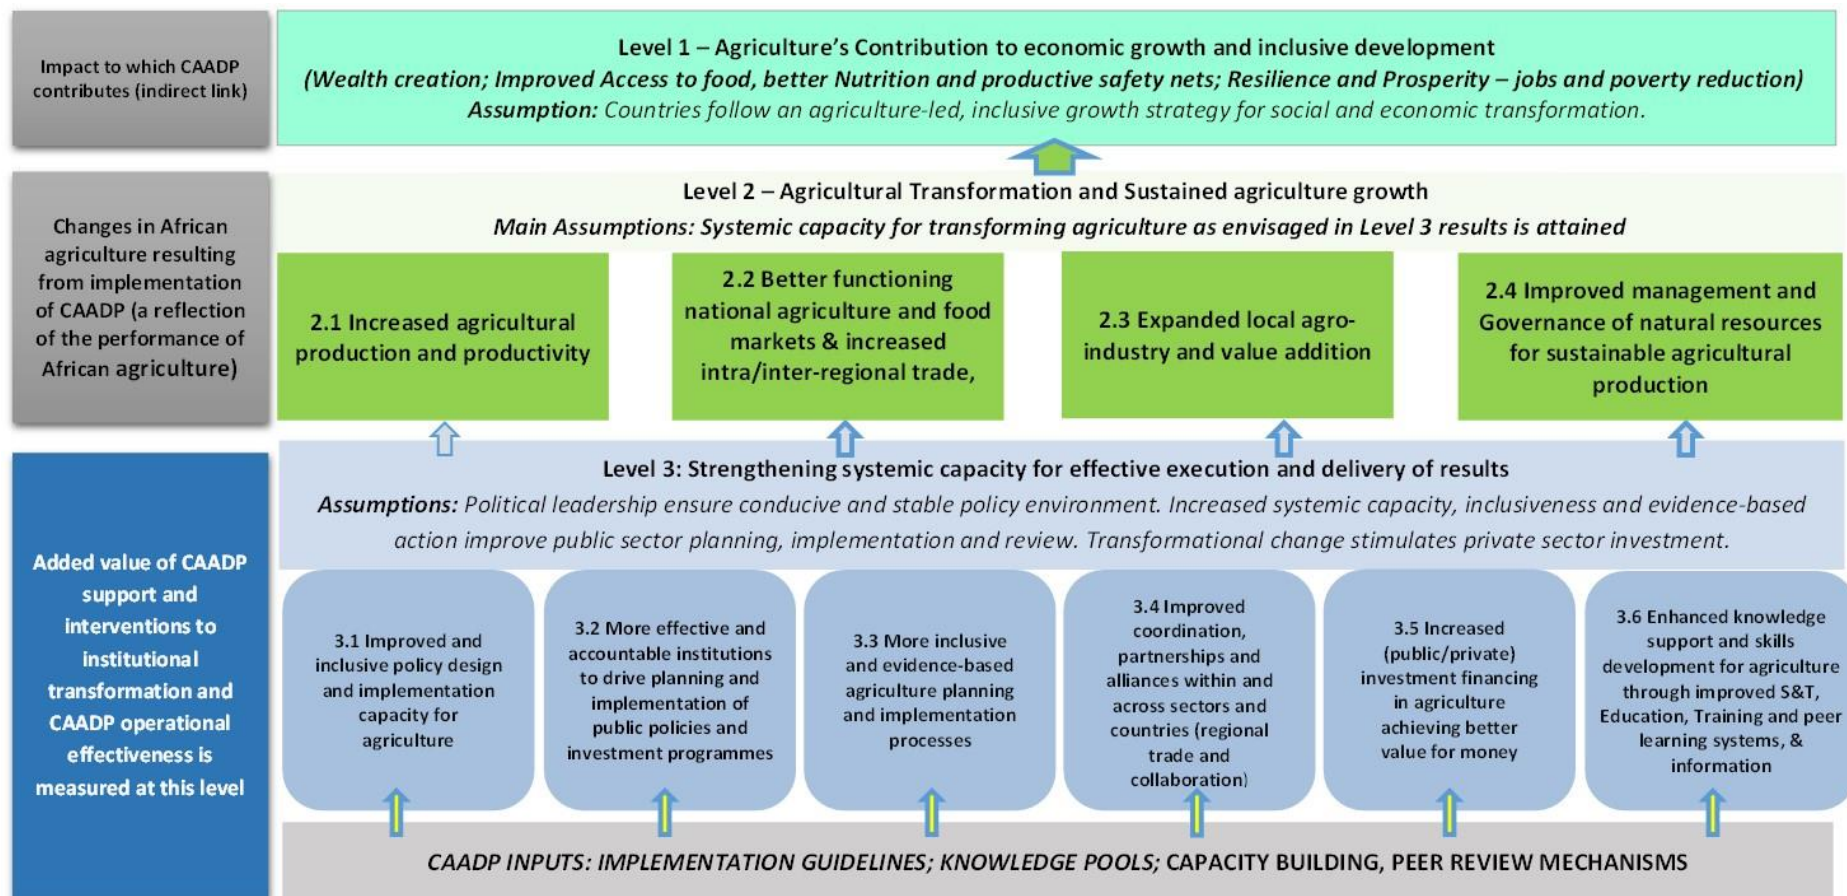 Impact to which CAADP
contributes (indirect link)
Level 1 – Agriculture's Contribution to economic growth and inclusive development
(Wealth creation; Improved Access to food, better Nutrition and productive safety nets; Resilience and Prosperity – jobs and poverty reduction)
Assumption: Countries follow an agriculture-led, inclusive growth strategy for social and economic transformation.
Changes in African
agriculture resulting
from implementation
of CAADP (a reflection
of the performance of
African agriculture)
Level 2 – Agricultural Transformation and Sustained agriculture growth
Main Assumptions: Systemic capacity for transforming agriculture as envisaged in Level 3 results is attained
2.1 Increased agricultural
production and productivity
2.2 Better functioning
national agriculture and food
markets & increased
intra/inter-regional trade,
2.3 Expanded local agro-
industry and value addition
2.4 Improved management and
Governance of natural resources
for sustainable agricultural
production
Added value of CAADP
support and
interventions to
institutional
transformation and
CAADP operational
effectiveness is
measured at this level
Level 3: Strengthening systemic capacity for effective execution and delivery of results
Assumptions: Political leadership ensure conducive and stable policy environment. Increased systemic capacity, inclusiveness and evidence-based
action improve public sector planning, implementation and review. Transformational change stimulates private sector investment.
3.1 Improved and
inclusive policy design
and implementation
capacity for
agriculture
3.2 More effective and
accountable institutions
to drive planning and
implementation of
public policies and
investment programmes
3.3 More inclusive
and evidence-based
agriculture planning
and implementation
processes
3.4 Improved
coordination,
partnerships and
alliances within and
across sectors and
countries (regional
trade and
collaboration)
3.5 Increased
(public/private)
investment financing
in agriculture
achieving better
value for money
3.6 Enhanced knowledge
support and skills
development for agriculture
through improved S&T,
Education, Training and peer
learning systems, &
information
CAADP INPUTS: IMPLEMENTATION GUIDELINES; KNOWLEDGE POOLS; CAPACITY BUILDING, PEER REVIEW MECHANISMS